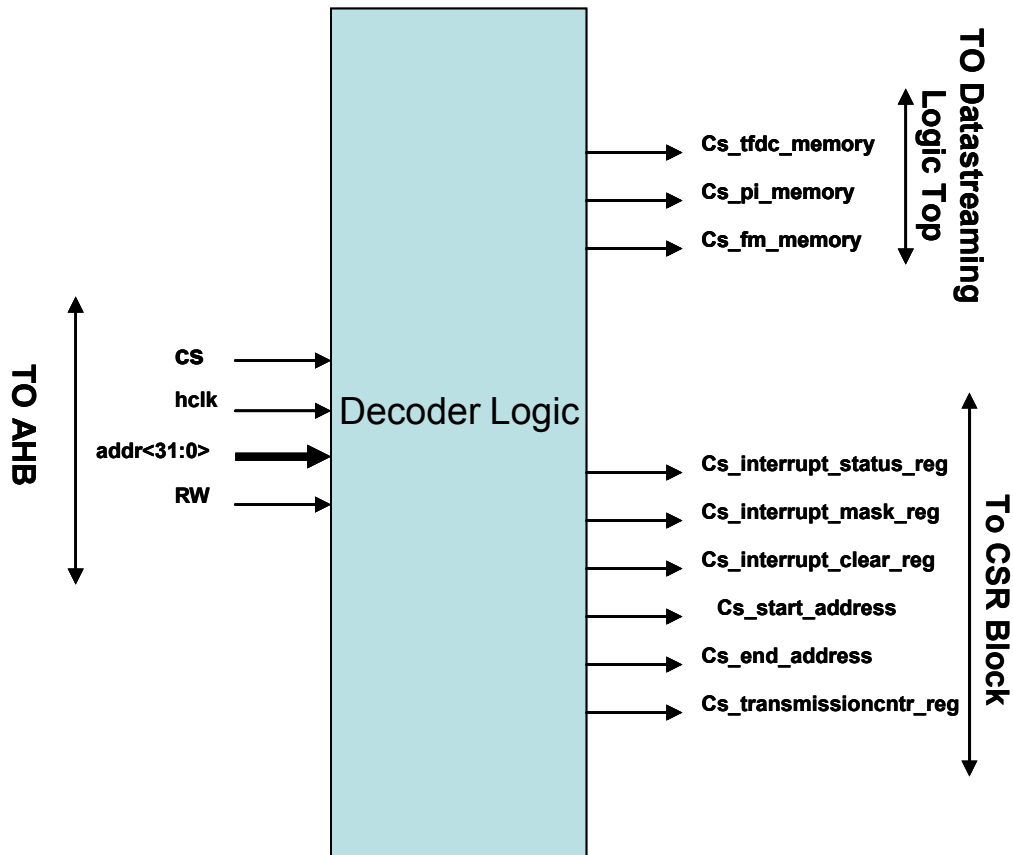 TO AHB
cs
hclk
addr<31:0>
RW
Decoder Logic
Cs_tfdc_memory
Cs_pi_memory
Cs_fm_memory
TO Datastreaming
Logic Top
Cs_interrupt_status_reg
Cs_interrupt_mask_reg
Cs_interrupt_clear_reg
Cs_start_address
Cs_end_address
Cs_transmissioncntr_reg
To CSR Block